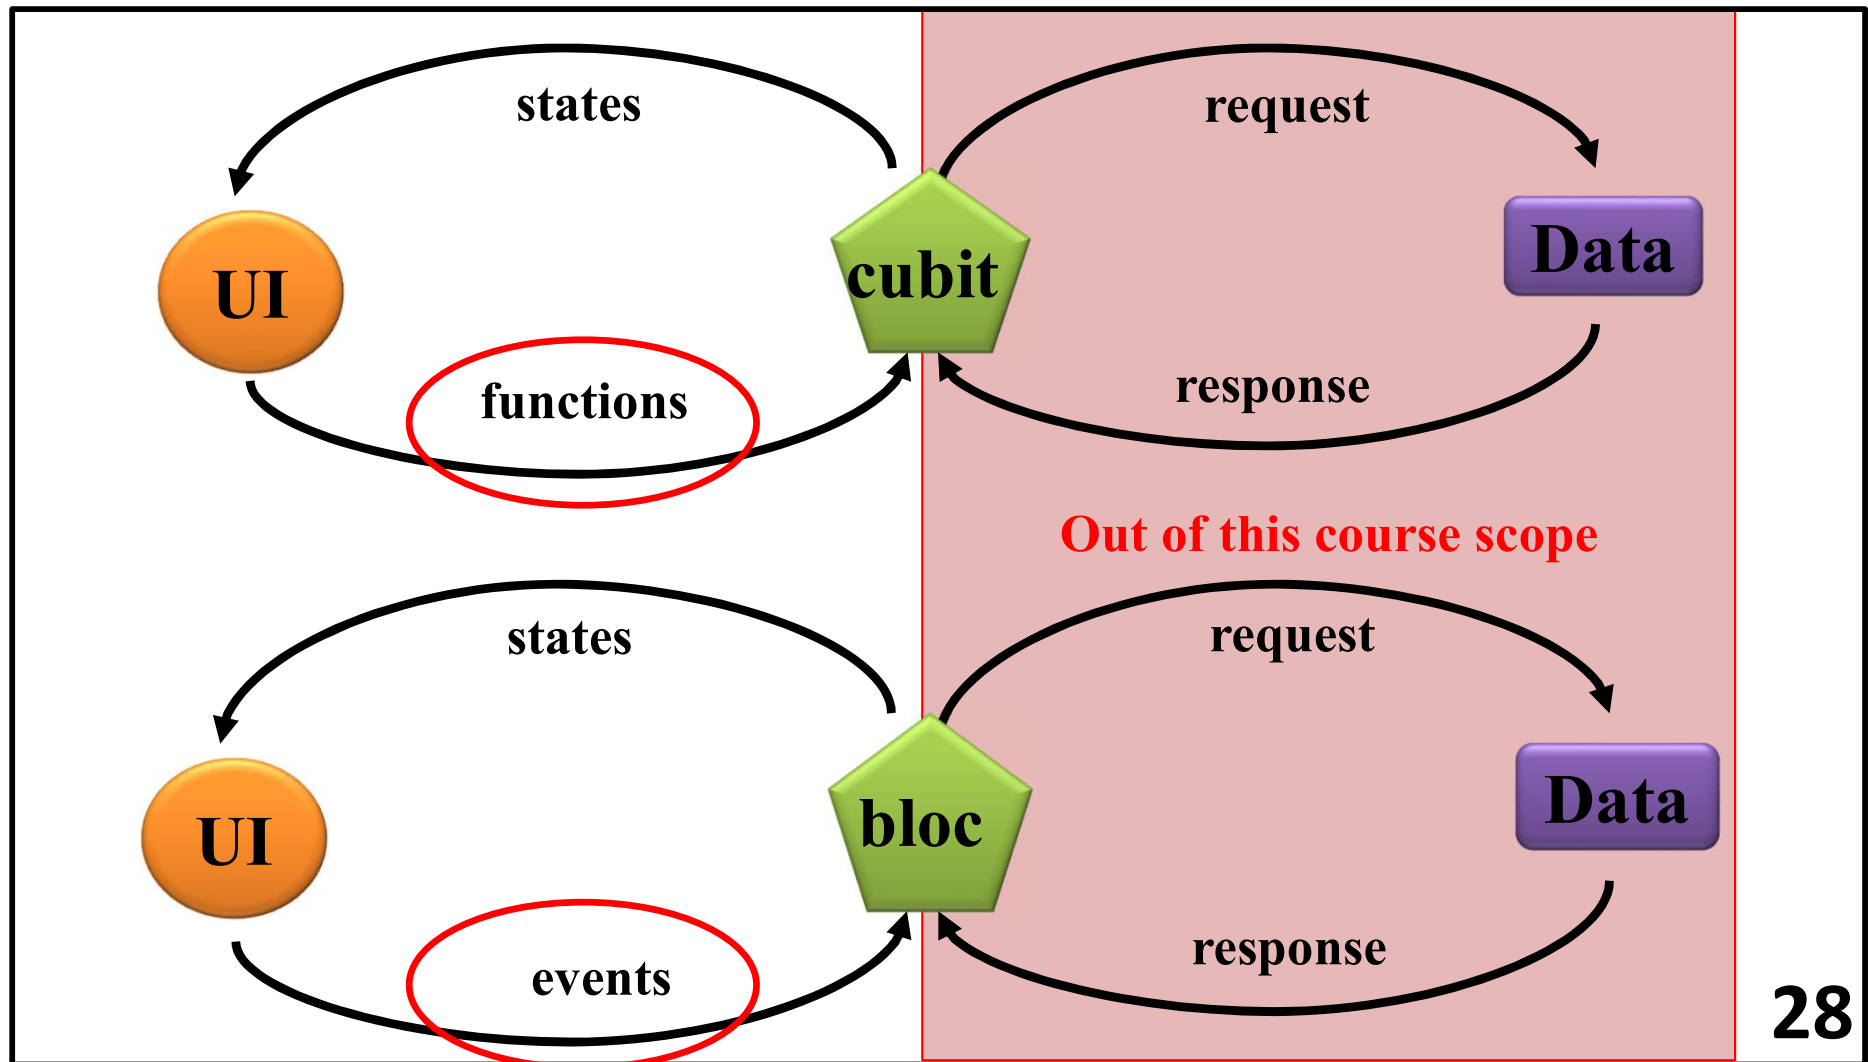 states
request
UI
cubit
Data
functions
response
Out of this course scope
states
request
UI
bloc
Data
events
response
28